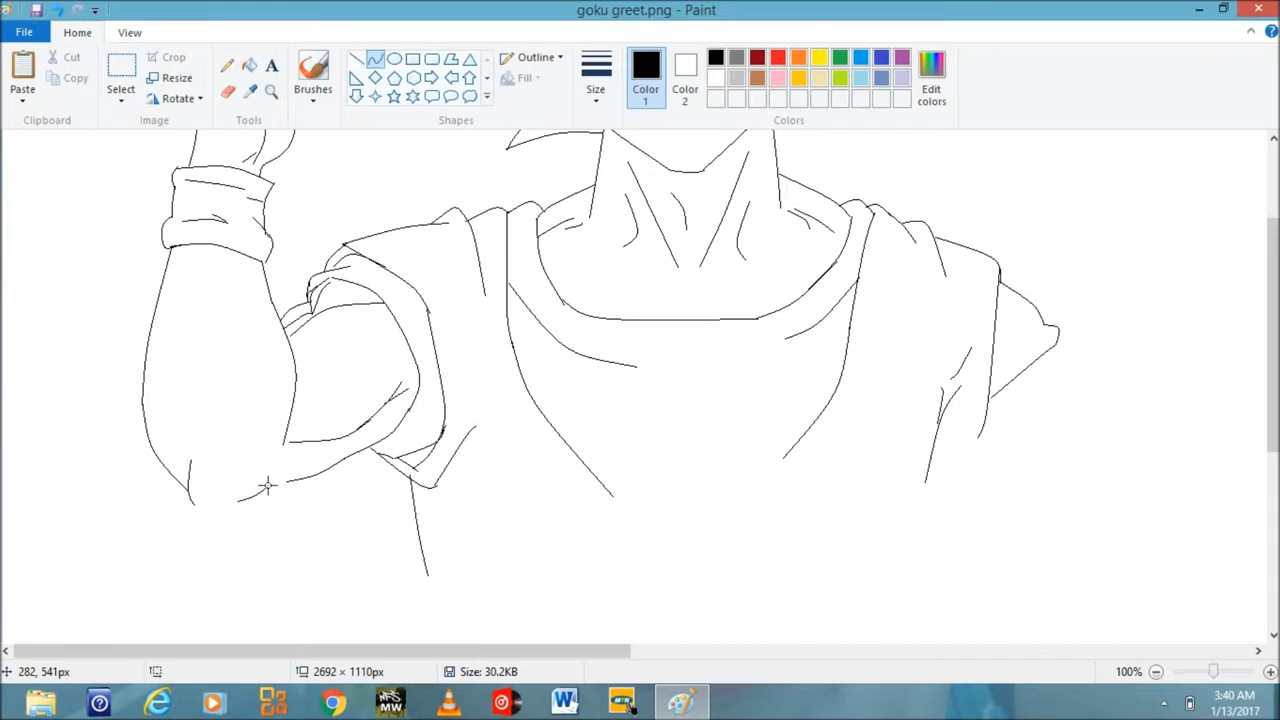 goku greet.png - Paint
File
Home
View
Paste
Cut
Copy
Clipboard
Select
Crop
Resize
Rotate
Image
A
Tools
Brushes
Shapes
Outline
Fill
Size
Color
1
Color
2
Edit
colors
Colors
282, 541px
2692 × 1110px
Size: 30.2KB
100%
NFS
MW
W
3:40 AM
1/13/2017